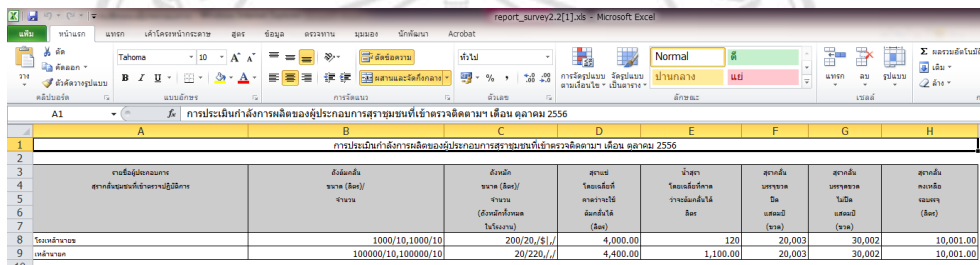 report_survey2.2[1].xls - Microsoft Excel
แฟ้ม หน้าแรก แทรก เค้าโครงหน้ากระดาษ สูตร ข้อมูล ตรวจทาน มุมมอง นักพัฒนา Acrobat
วาง
ตัด
คัดลอก
ตัวคัดวางรูปแบบ
คลิปบอร์ด
Tahoma 10
B I U
แบบอักษร
ตัดข้อความ
ผสานและจัดกึ่งกลาง
การจัดแนว
ทั่วไป
ตัวเลข
การจัดรูปแบบ ตามเงื่อนไข
จัดรูปแบบ เป็นตาราง
Normal ดี
ปานกลาง แย่
ลักษณะ
แทรก ลบ รูปแบบ
เซลล์
Σ ผลรวมอัตโนมัติ
เติม
ล้าง
A1 fx การประเมินกำลังการผลิตของผู้ประกอบการสุราชุมชนที่เข้าตรวจติดตามฯ เดือน ตุลาคม 2556
A B C D E F G H
1 การประเมินกำลังการผลิตของผู้ประกอบการสุราชุมชนที่เข้าตรวจติดตามฯ เดือน ตุลาคม 2556
2
3 รายชื่อผู้ประกอบการ ถังต้มกลั่น ถังหมัก สุราแช่ น้ำสุรา สุรากลั่น สุรากลั่น สุรากลั่น
4 สุรากลั่นชุมชนที่เข้าตรวจปฏิบัติการ ขนาด (ลิตร)/ ขนาด (ลิตร)/ โดยเฉลี่ยที่ โดยเฉลี่ยที่คาด บรรจุขวด บรรจุขวด คงเหลือ
5 จำนวน จำนวน คาดว่าจะใช้ ว่าจะต้มกลั่นได้ ปิด ไม่ปิด รอบรรจุ
6 (ถังหมักทั้งหมด ต้มกลั่นได้ ลิตร แสตมป์ แสตมป์ (ลิตร)
7 ในโรงงาน) (ลิตร) (ขวด) (ขวด)
8 โรงเหล้านายข 1000/10,1000/10 200/20,/$|,/ 4,000.00 120 20,003 30,002 10,001.00
9 เหล้านายค 100000/10,100000/10 20/220,/,/ 4,400.00 1,100.00 20,003 30,002 10,001.00